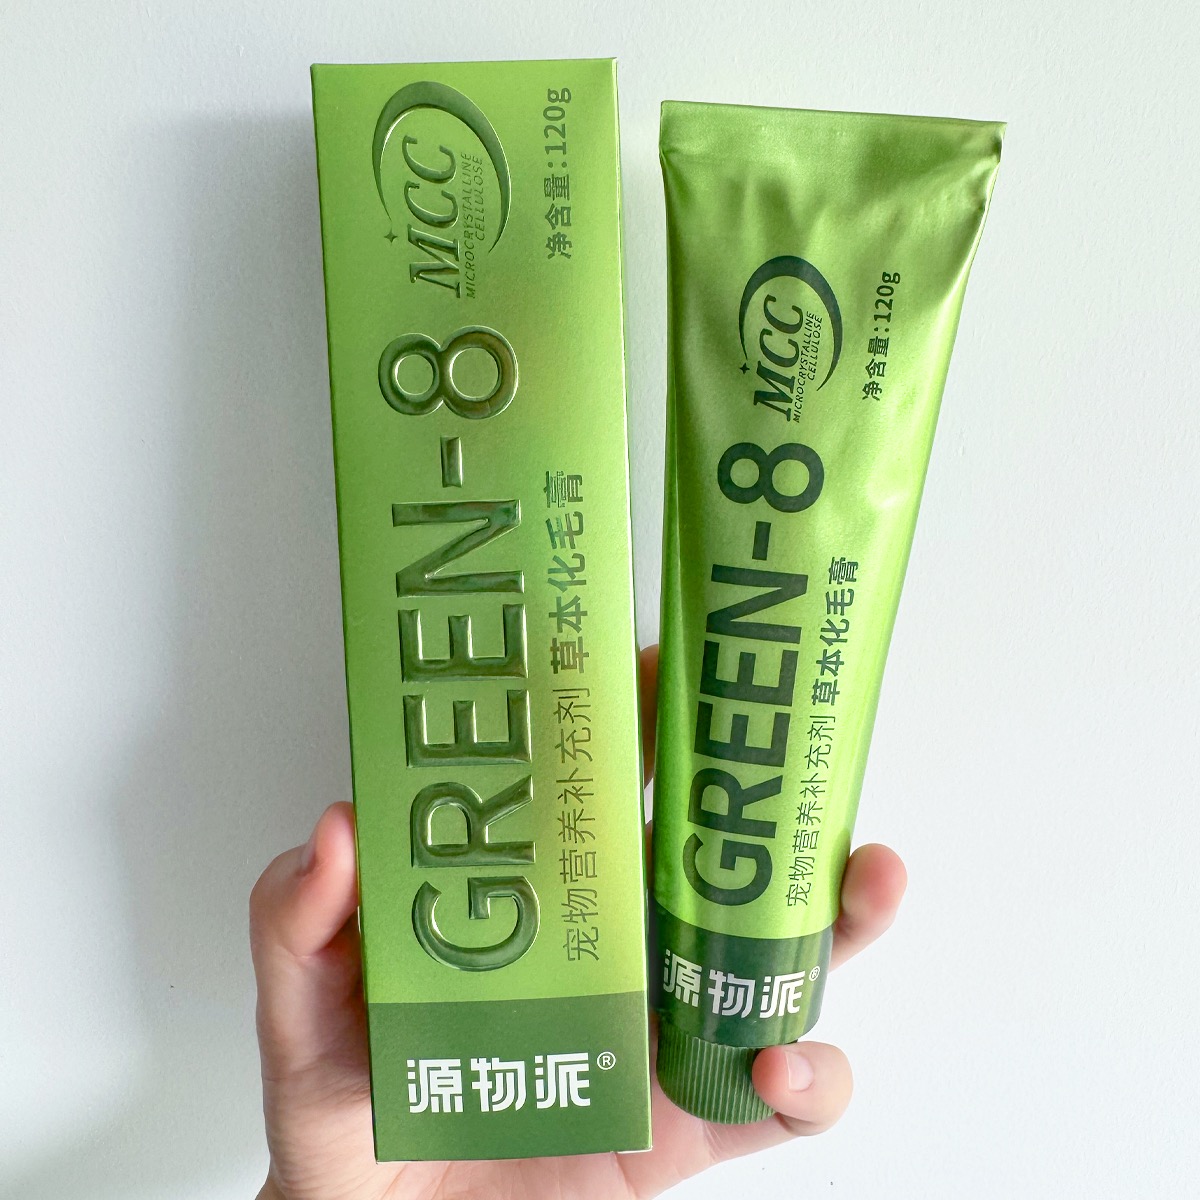 MCC
MICROCRYSTALLINE
CELLULOSE
净含量:120g
GREEN-8
宠物营养补充剂 草本化毛膏
源物派®
MCC
MICROCRYSTALLINE
CELLULOSE
净含量:120g
GREEN-8
宠物营养补充剂 草本化毛膏
源物派®